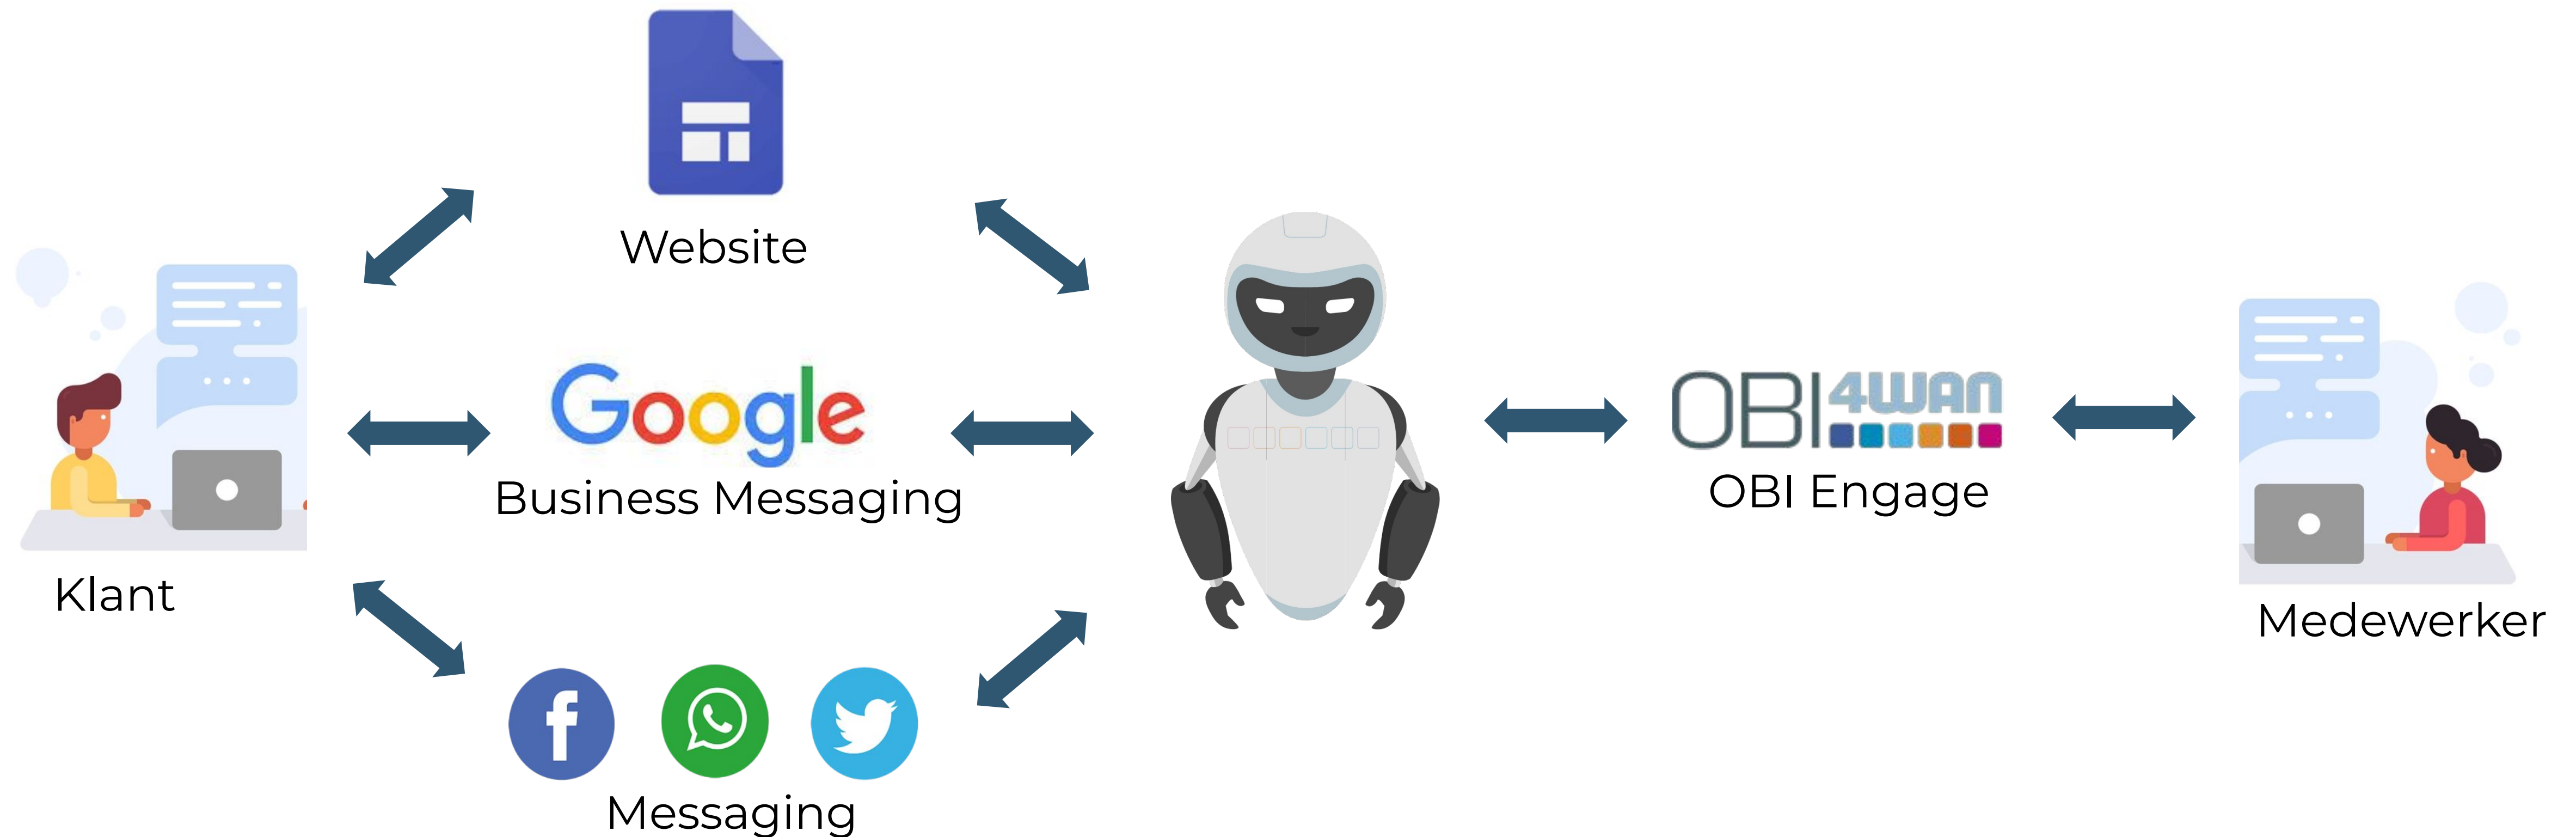 Website
Google
Business Messaging
Klant
OBI4WAN
OBI Engage
Medewerker
f
Messaging